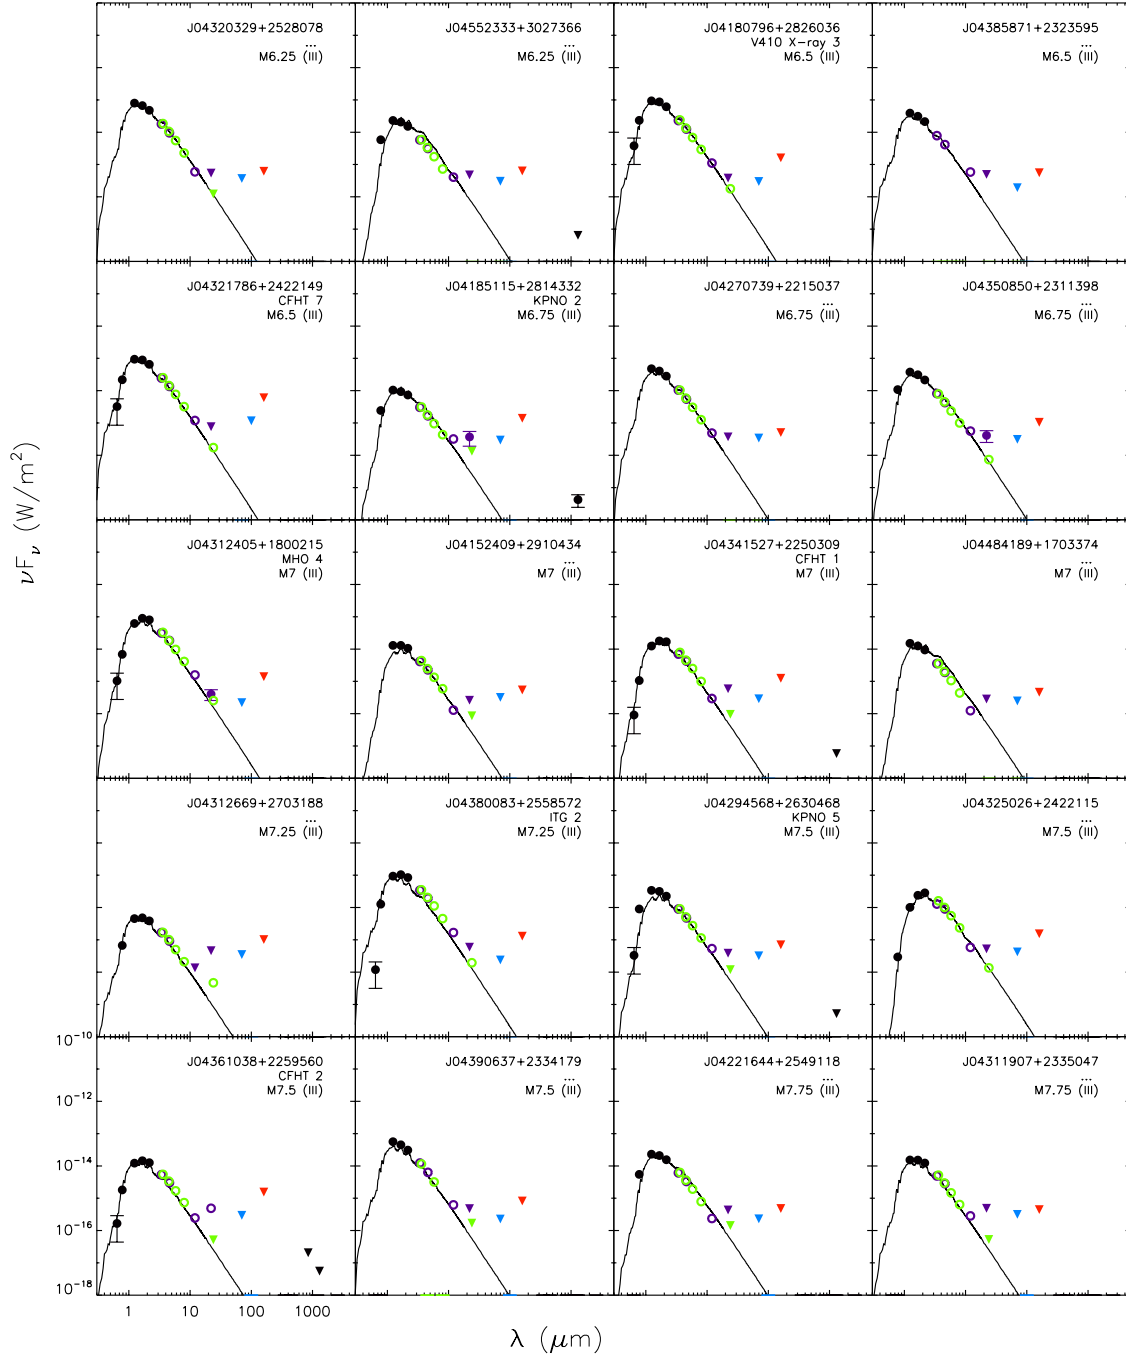 J04320329+2528078
...
M6.25 (III)
J04552333+3027366
...
M6.25 (III)
J04180796+2826036
V410 X-ray 3
M6.5 (III)
J04385871+2323595
...
M6.5 (III)
J04321786+2422149
CFHT 7
M6.5 (III)
J04185115+2814332
KPNO 2
M6.75 (III)
J04270739+2215037
...
M6.75 (III)
J04350850+2311398
...
M6.75 (III)
J04312405+1800215
MHO 4
M7 (III)
J04152409+2910434
...
M7 (III)
J04341527+2250309
CFHT 1
M7 (III)
J04484189+1703374
...
M7 (III)
J04312669+2703188
...
M7.25 (III)
J04380083+2558572
ITG 2
M7.25 (III)
J04294568+2630468
KPNO 5
M7.5 (III)
J04325026+2422115
...
M7.5 (III)
J04361038+2259560
CFHT 2
M7.5 (III)
J04390637+2334179
...
M7.5 (III)
J04221644+2549118
...
M7.75 (III)
J04311907+2335047
...
M7.75 (III)
νFν (W/m²)
10⁻¹⁰
10⁻¹²
10⁻¹⁴
10⁻¹⁶
10⁻¹⁸
1 10 100 1000
λ (μm)